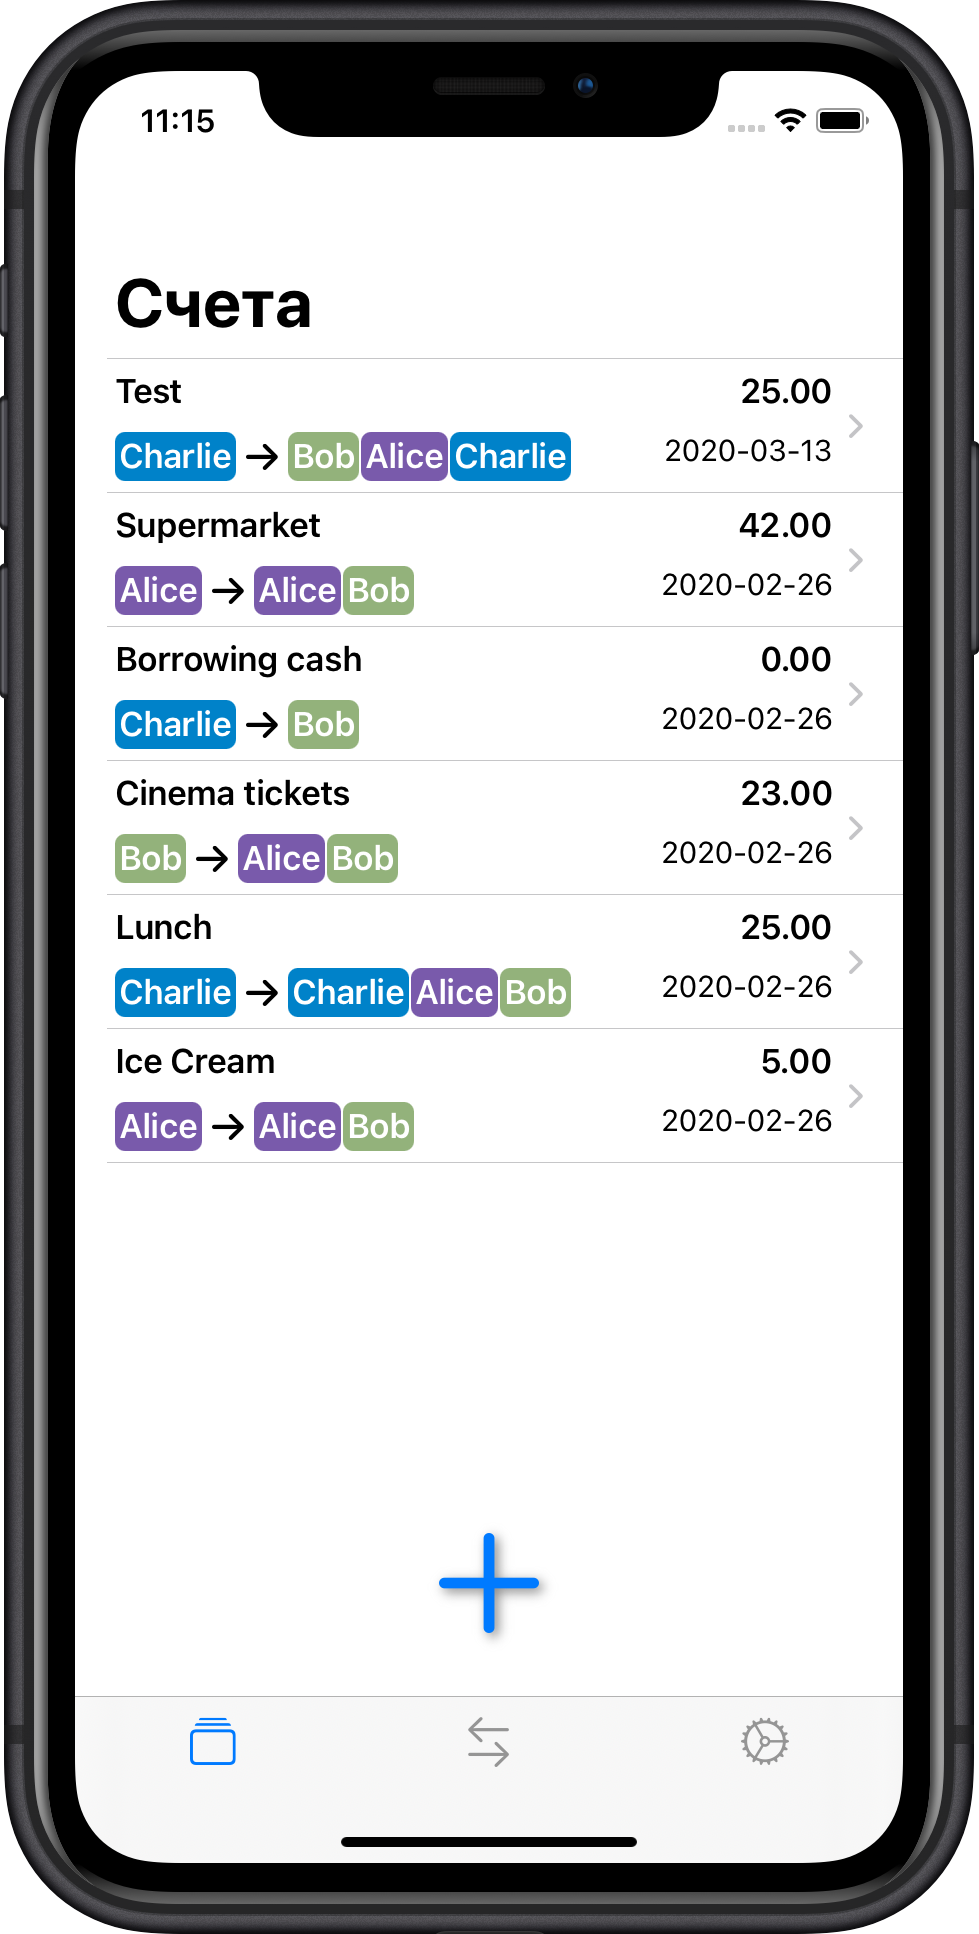 11:15
Счета
Test 25.00
Charlie → Bob Alice Charlie 2020-03-13
Supermarket 42.00
Alice → Alice Bob 2020-02-26
Borrowing cash 0.00
Charlie → Bob 2020-02-26
Cinema tickets 23.00
Bob → Alice Bob 2020-02-26
Lunch 25.00
Charlie → Charlie Alice Bob 2020-02-26
Ice Cream 5.00
Alice → Alice Bob 2020-02-26